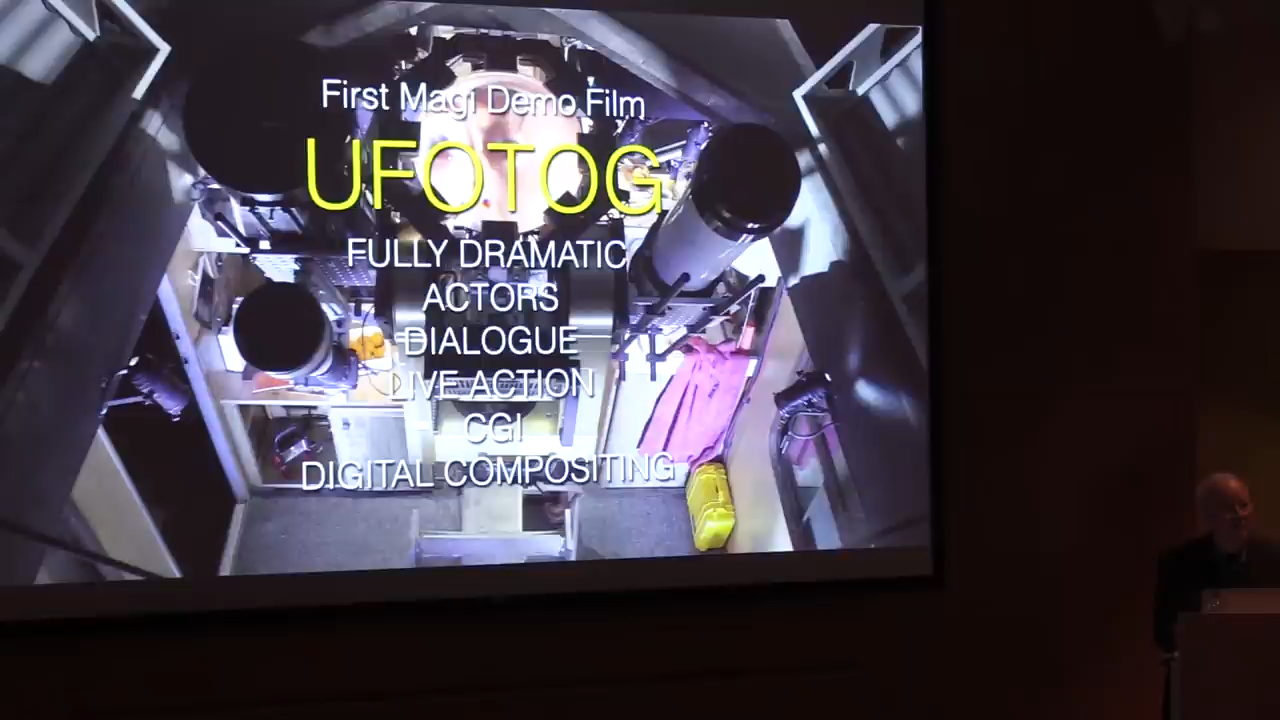 First Magi Demo Film
UFOTOG
FULLY DRAMATIC
ACTORS
DIALOGUE
LIVE ACTION
CGI
DIGITAL COMPOSITING